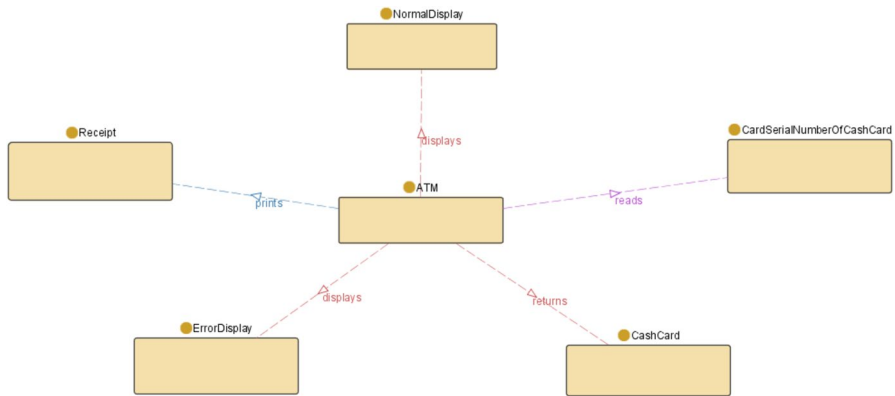 NormalDisplay
Receipt
CardSerialNumberOfCashCard
displays
ATM
prints
reads
displays
returns
ErrorDisplay
CashCard